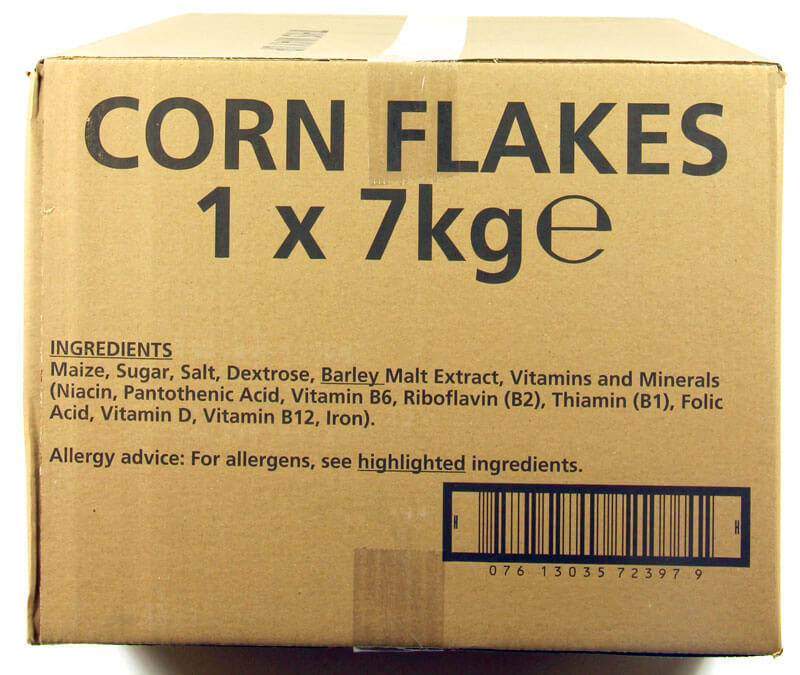 CORN FLAKES
1 x 7kg℮
INGREDIENTS
Maize, Sugar, Salt, Dextrose, Barley Malt Extract, Vitamins and Minerals
(Niacin, Pantothenic Acid, Vitamin B6, Riboflavin (B2), Thiamin (B1), Folic
Acid, Vitamin D, Vitamin B12, Iron).
Allergy advice: For allergens, see highlighted ingredients.
H H
076 13035 72397 9